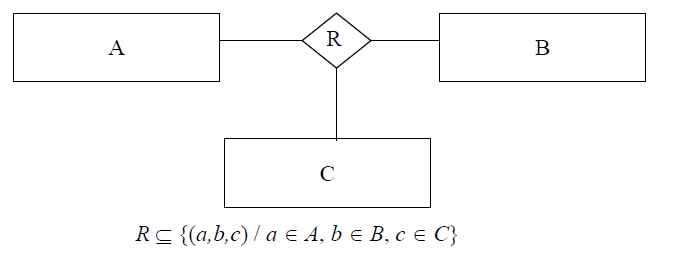 A
R
B
C
R ⊆ {(a,b,c) / a ∈ A, b ∈ B, c ∈ C}